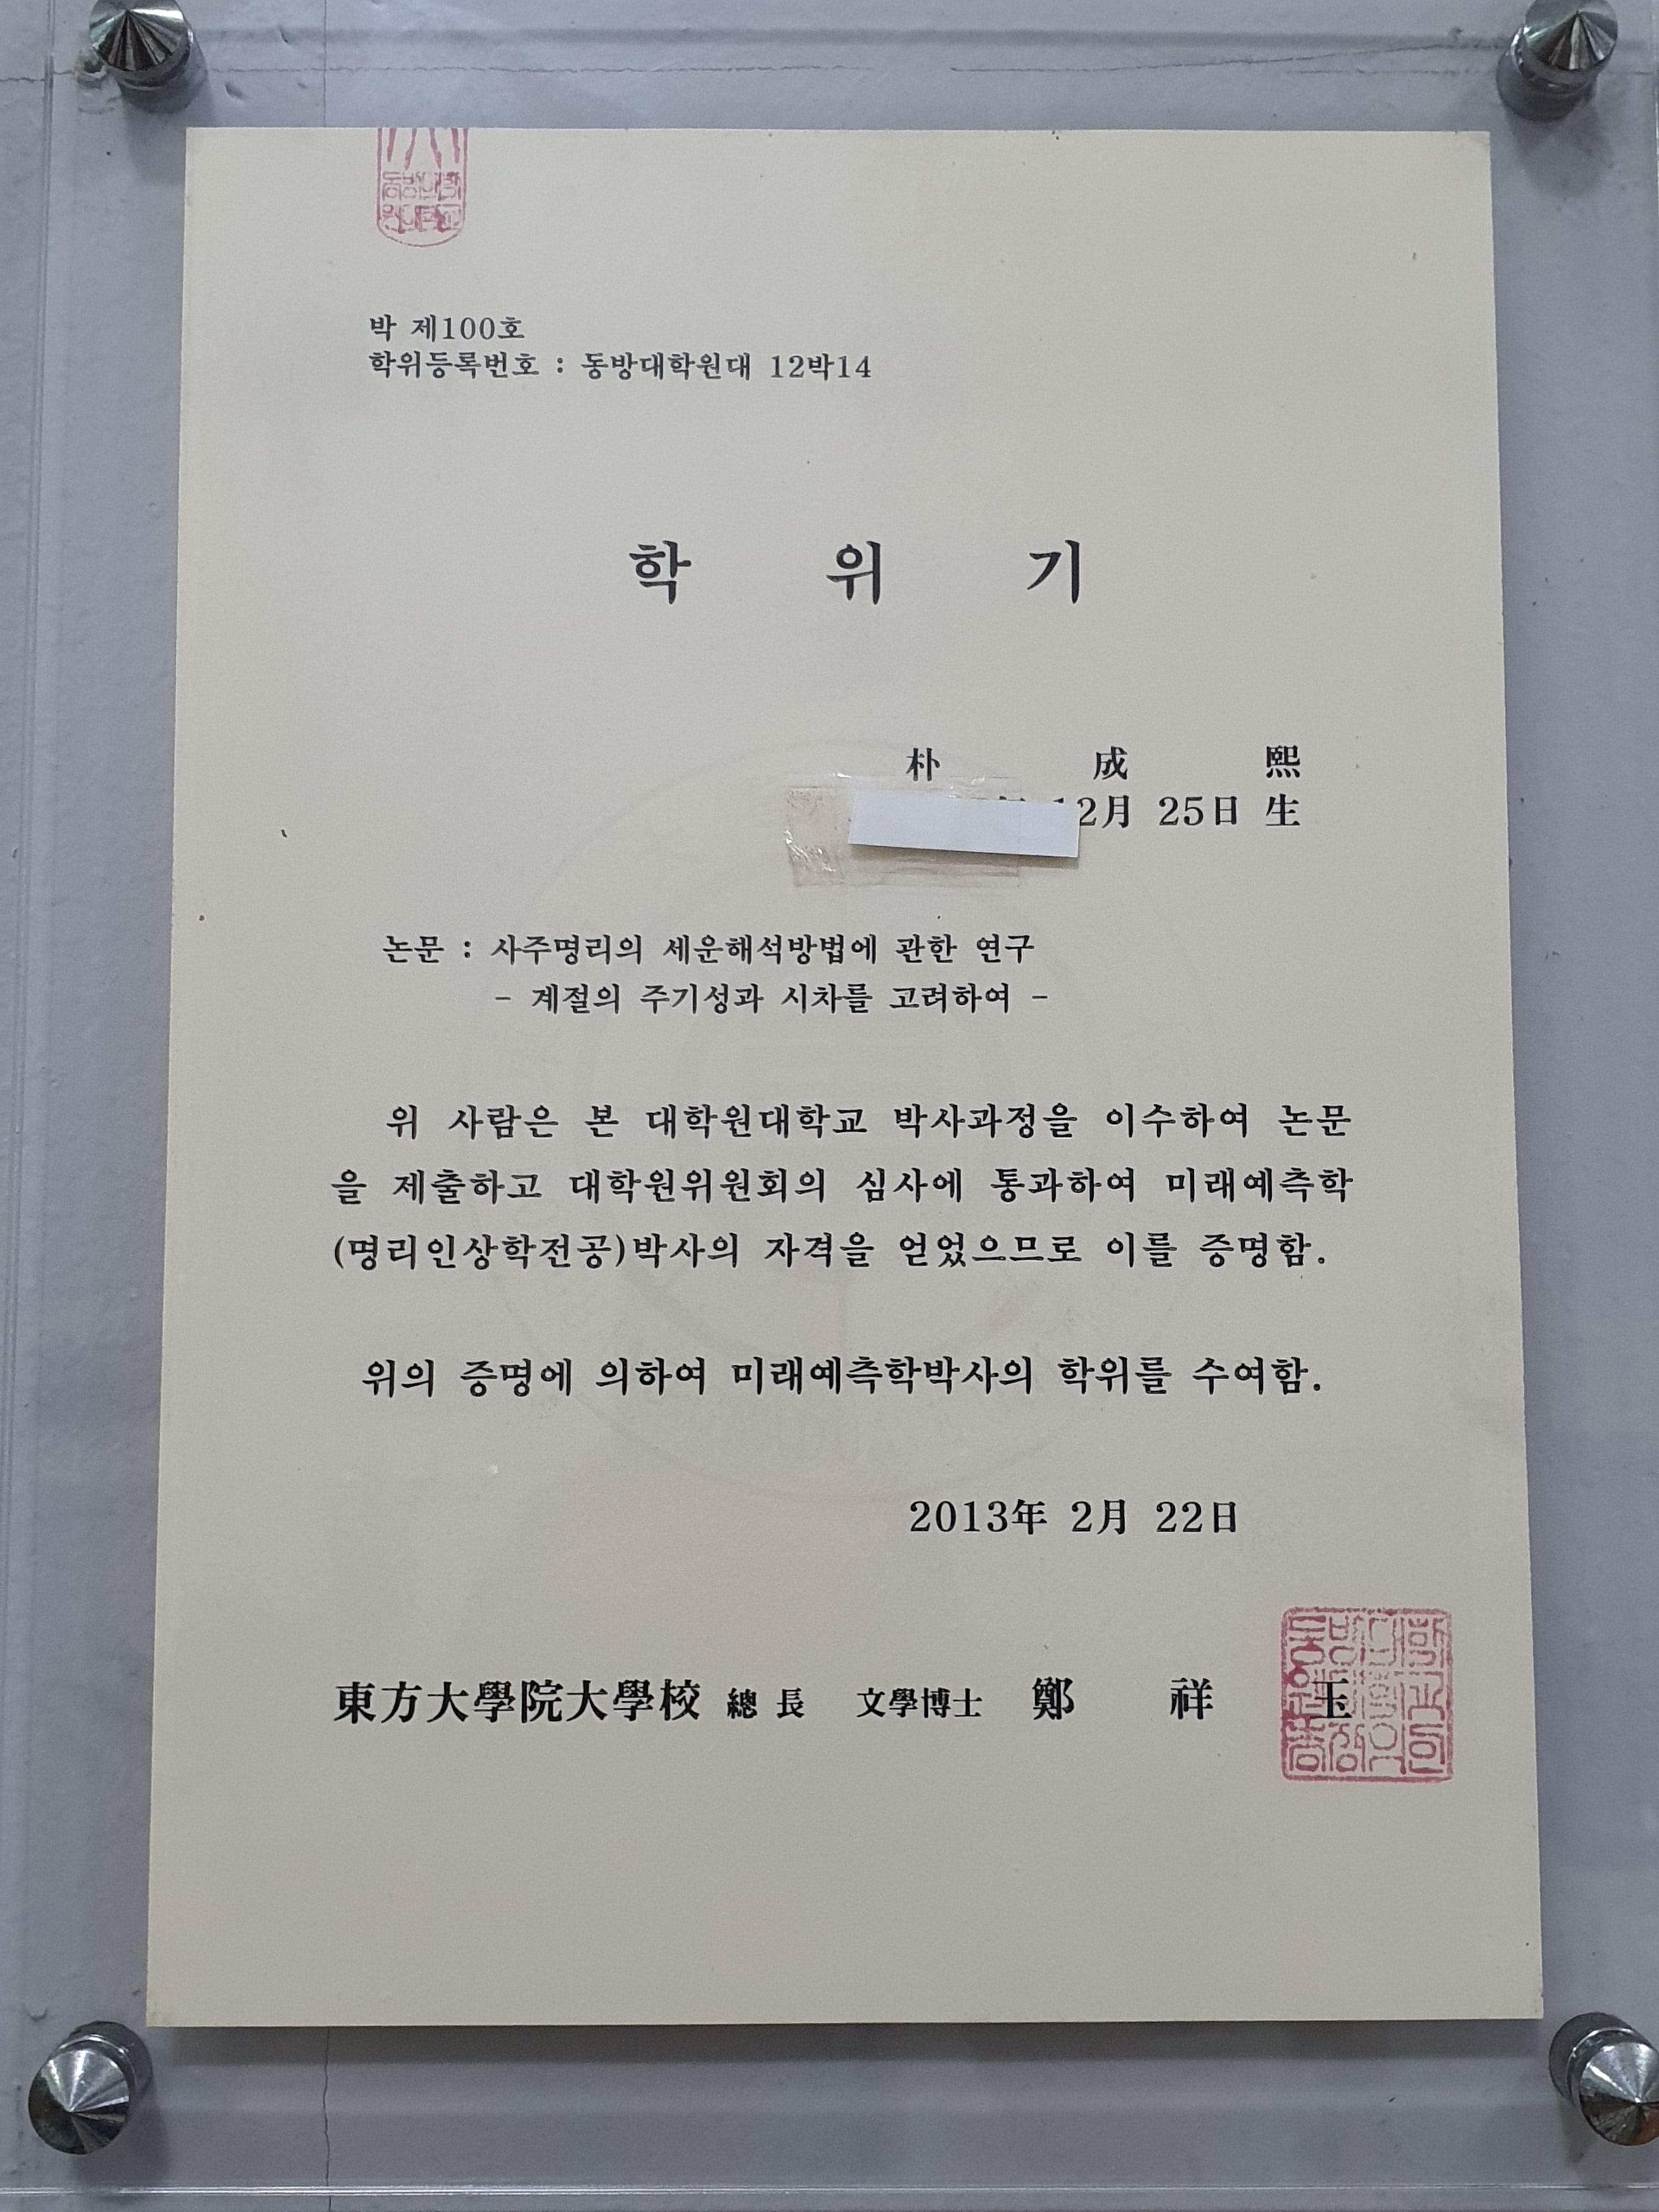 박 제100호
학위등록번호 : 동방대학원대 12박14
학 위 기
朴 成 熙
12月 25日 生
논문 : 사주명리의 세운해석방법에 관한 연구
- 계절의 주기성과 시차를 고려하여 -
위 사람은 본 대학원대학교 박사과정을 이수하여 논문
을 제출하고 대학원위원회의 심사에 통과하여 미래예측학
(명리인상학전공)박사의 자격을 얻었으므로 이를 증명함.
위의 증명에 의하여 미래예측학박사의 학위를 수여함.
2013年 2月 22日
東方大學院大學校 總 長 文學博士 鄭 祥 玉